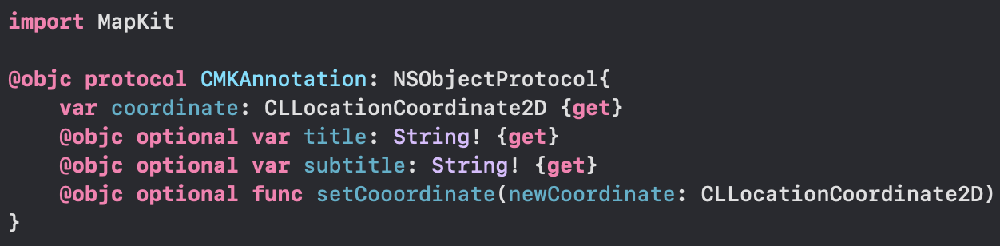 import MapKit
@objc protocol CMKAnnotation: NSObjectProtocol{
var coordinate: CLLocationCoordinate2D {get}
@objc optional var title: String! {get}
@objc optional var subtitle: String! {get}
@objc optional func setCooordinate(newCoordinate: CLLocationCoordinate2D)
}